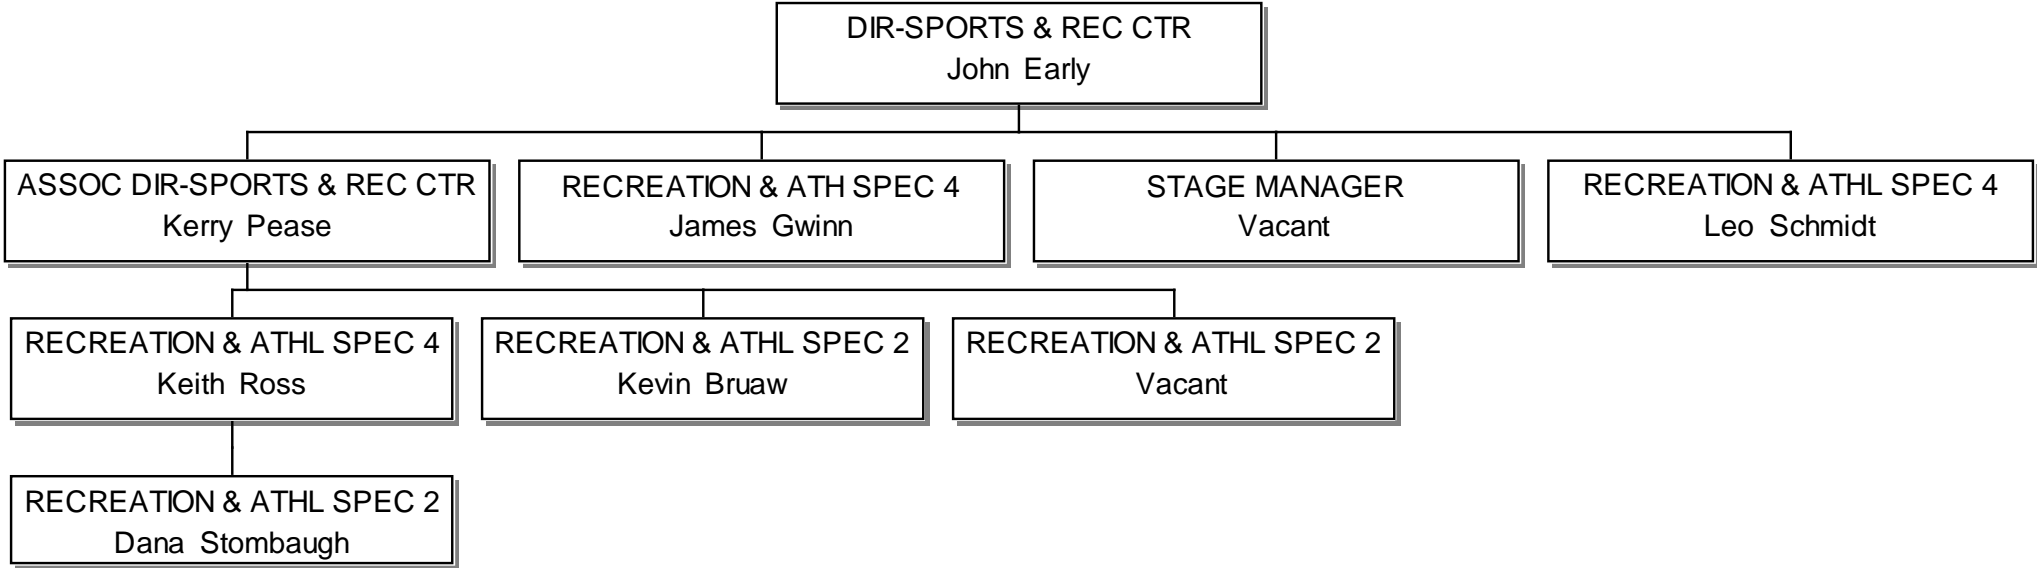 DIR-SPORTS & REC CTR
John Early
ASSOC DIR-SPORTS & REC CTR
Kerry Pease
RECREATION & ATH SPEC 4
James Gwinn
STAGE MANAGER
Vacant
RECREATION & ATHL SPEC 4
Leo Schmidt
RECREATION & ATHL SPEC 4
Keith Ross
RECREATION & ATHL SPEC 2
Kevin Bruaw
RECREATION & ATHL SPEC 2
Vacant
RECREATION & ATHL SPEC 2
Dana Stombaugh